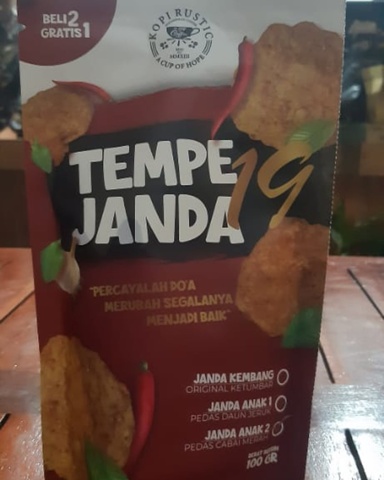 BELI 2
GRATIS 1
KOPI RUSTIC
A CUP OF HOPE
TEMPE
JANDA 19
"PERCAYALAH DO'A
MERUBAH SEGALANYA
MENJADI BAIK"
JANDA KEMBANG
ORIGINAL KETUMBAR
JANDA ANAK 1
PEDAS DAUN JERUK
JANDA ANAK 2
PEDAS CABAI MERAH
100 GR